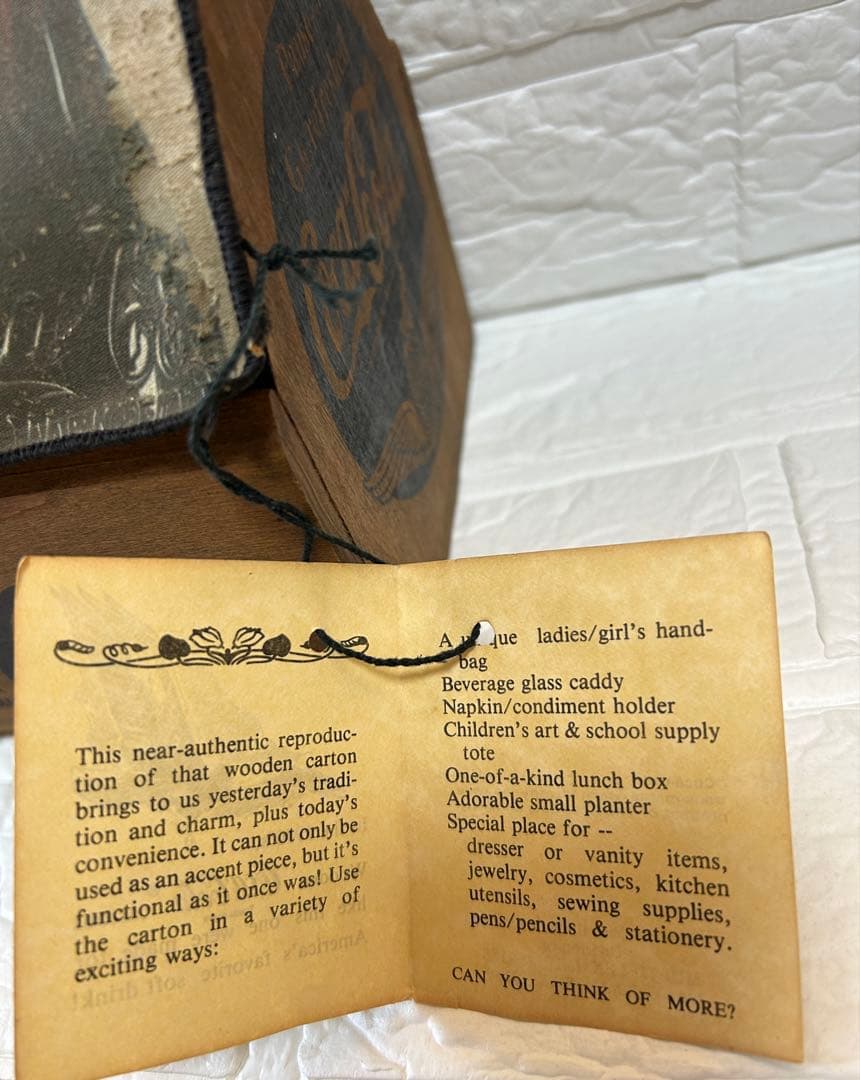 This near-authentic reproduc-
tion of that wooden carton
brings to us yesterday's tradi-
tion and charm, plus today's
convenience. It can not only be
used as an accent piece, but it's
functional as it once was! Use
the carton in a variety of
exciting ways:
A que ladies/girl's hand-
bag
Beverage glass caddy
Napkin/condiment holder
Children's art & school supply
tote
One-of-a-kind lunch box
Adorable small planter
Special place for --
dresser or vanity items,
jewelry, cosmetics, kitchen
utensils, sewing supplies,
pens/pencils & stationery.
CAN YOU THINK OF MORE?